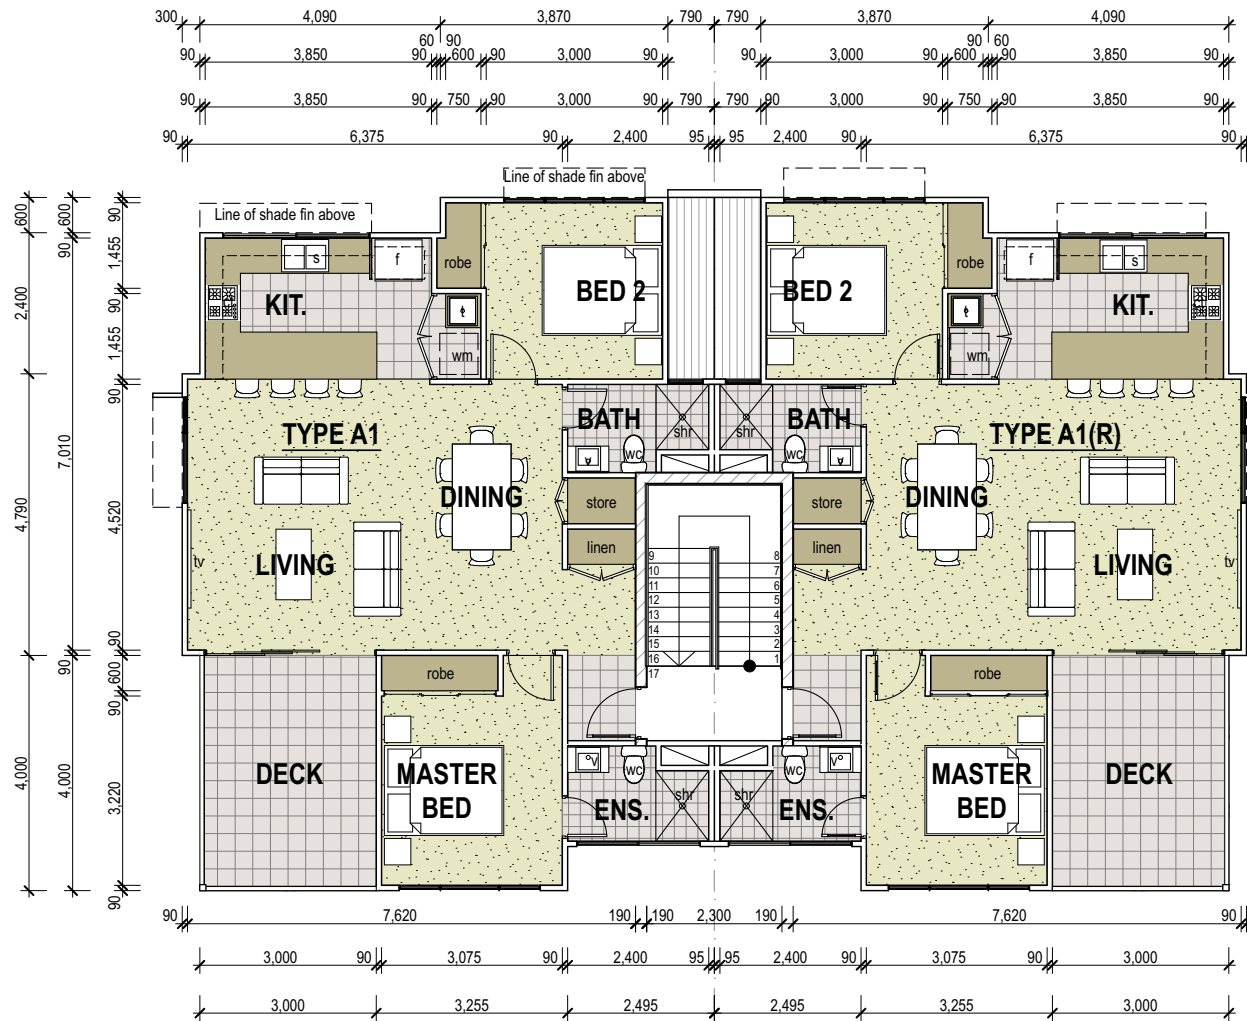 300 4,090 3,870 790 790 3,870 4,090
60 90 90 60
90 3,850 90 600 90 3,000 90 90 3,000 90 600 90 3,850 90
90 3,850 90 750 90 3,000 90 790 790 90 3,000 90 750 90 3,850 90
90 6,375 90 2,400 95 95 2,400 90 6,375 90
Line of shade fin above
Line of shade fin above
600 600 90
90 1,455
2,400 90 1,455 90
7,010
4,790 4,520
90 90 600 90
4,000 4,000 3,220 90
robe BED 2 BED 2 robe
s f f s
KIT. t t KIT.
wm wm
BATH BATH
shr shr
wc wc
v v
TYPE A1 TYPE A1(R)
DINING store store DINING
linen linen
LIVING LIVING
tv tv
9 8
10 7
11 6
12 5
13 4
14 3
15 2
16 1
17
robe robe
DECK MASTER MASTER DECK
BED BED
v wc wc v
shr shr
ENS. ENS.
90 7,620 190 190 2,300 190 7,620 90
3,000 90 3,075 90 2,400 95 95 2,400 90 3,075 90 3,000
3,000 3,255 2,495 2,495 3,255 3,000